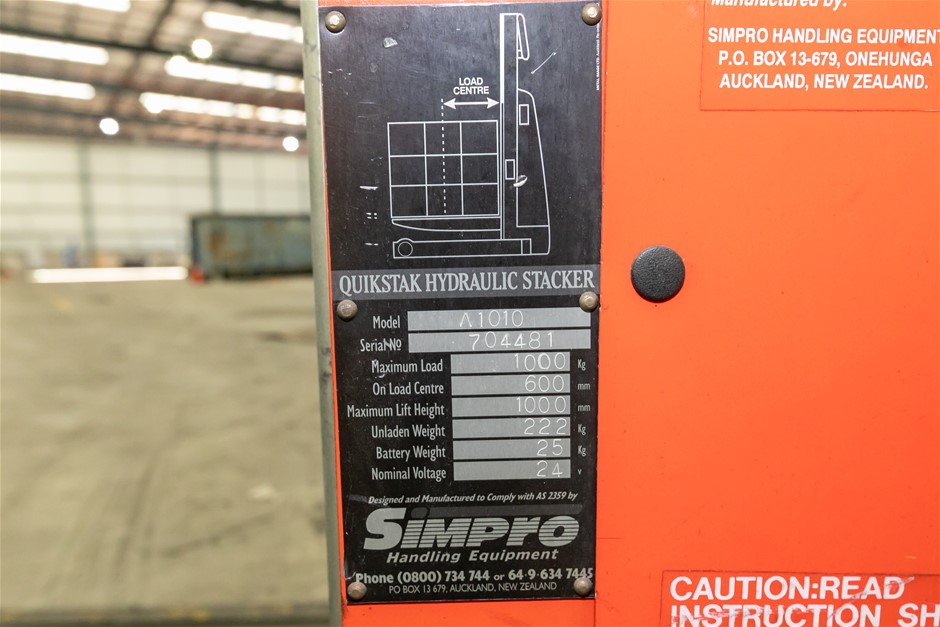 LOAD
CENTRE
QUIKSTAK HYDRAULIC STACKER
Model A1010
Serial Nº 704481
Maximum Load 1000 Kg
On Load Centre 600 mm
Maximum Lift Height 1000 mm
Unladen Weight 222 Kg
Battery Weight 25 Kg
Nominal Voltage 24 v
Designed and Manufactured to Comply with AS 2359 by
SIMPRO
Handling Equipment
Phone (0800) 734 744 or 64-9-634 7445
PO BOX 13 679, AUCKLAND, NEW ZEALAND
Manufactured by:
SIMPRO HANDLING EQUIPMENT
P.O. BOX 13-679, ONEHUNGA
AUCKLAND, NEW ZEALAND.
CAUTION:READ
INSTRUCTION SH